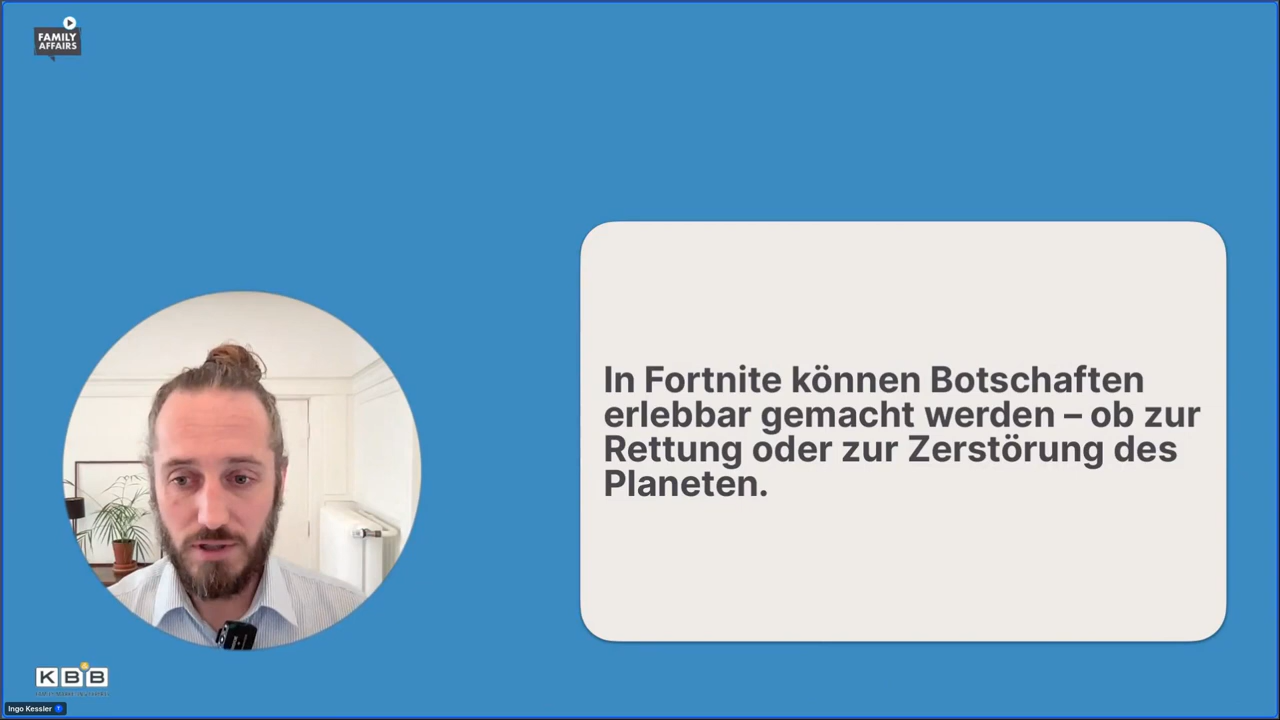 FAMILY
AFFAIRS
In Fortnite können Botschaften
erlebbar gemacht werden – ob zur
Rettung oder zur Zerstörung des
Planeten.
KBB
Ingo Kessler